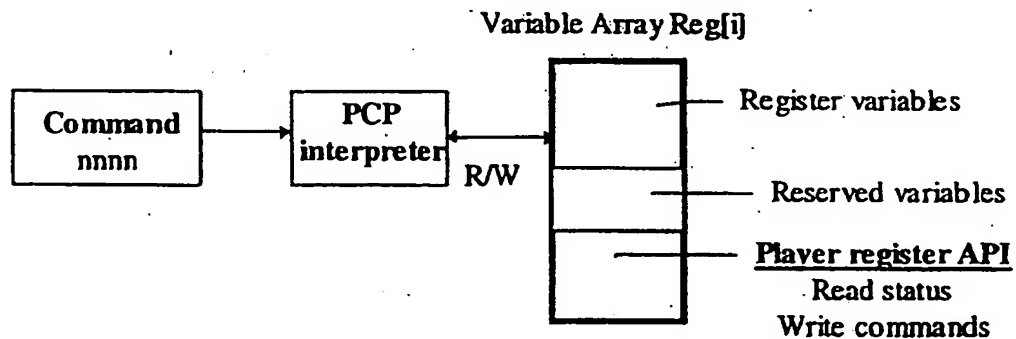 Variable Array Reg[i]
Command
nnnn
PCP
interpreter
R/W
Register variables
Reserved variables
Player register API
Read status
Write commands